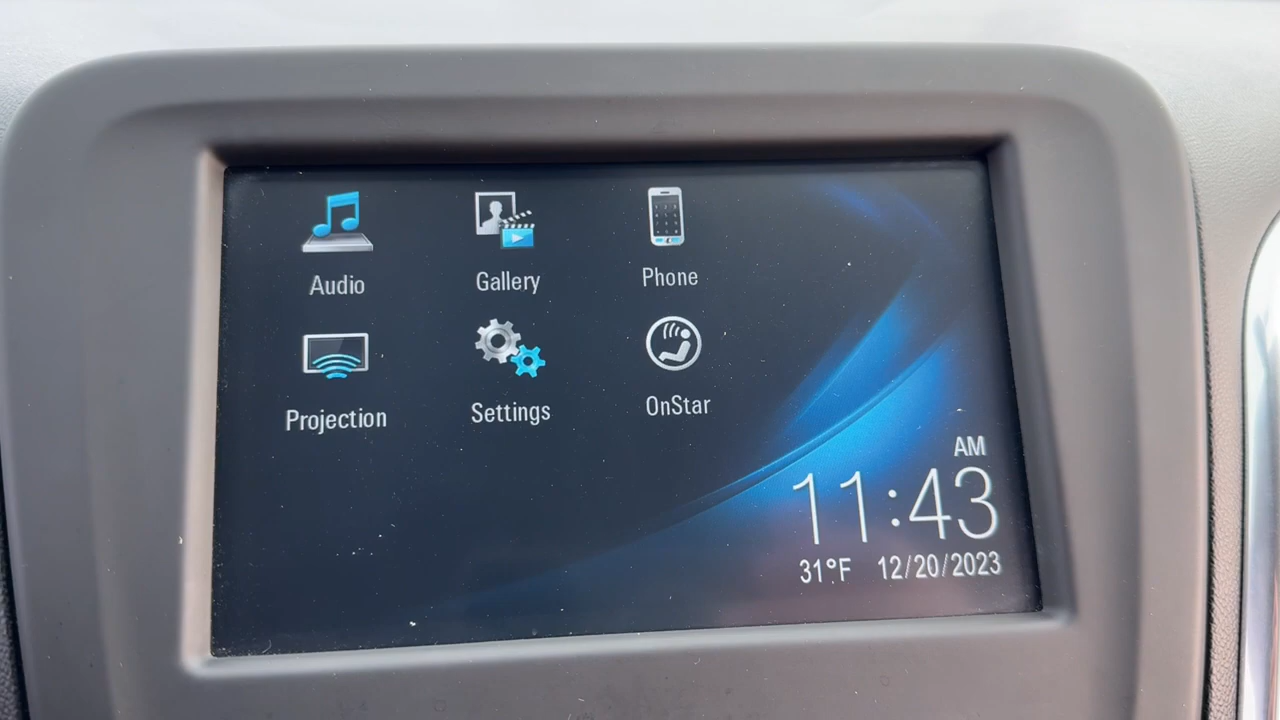 Audio Gallery Phone
Projection Settings OnStar
AM
11:43
31°F 12/20/2023